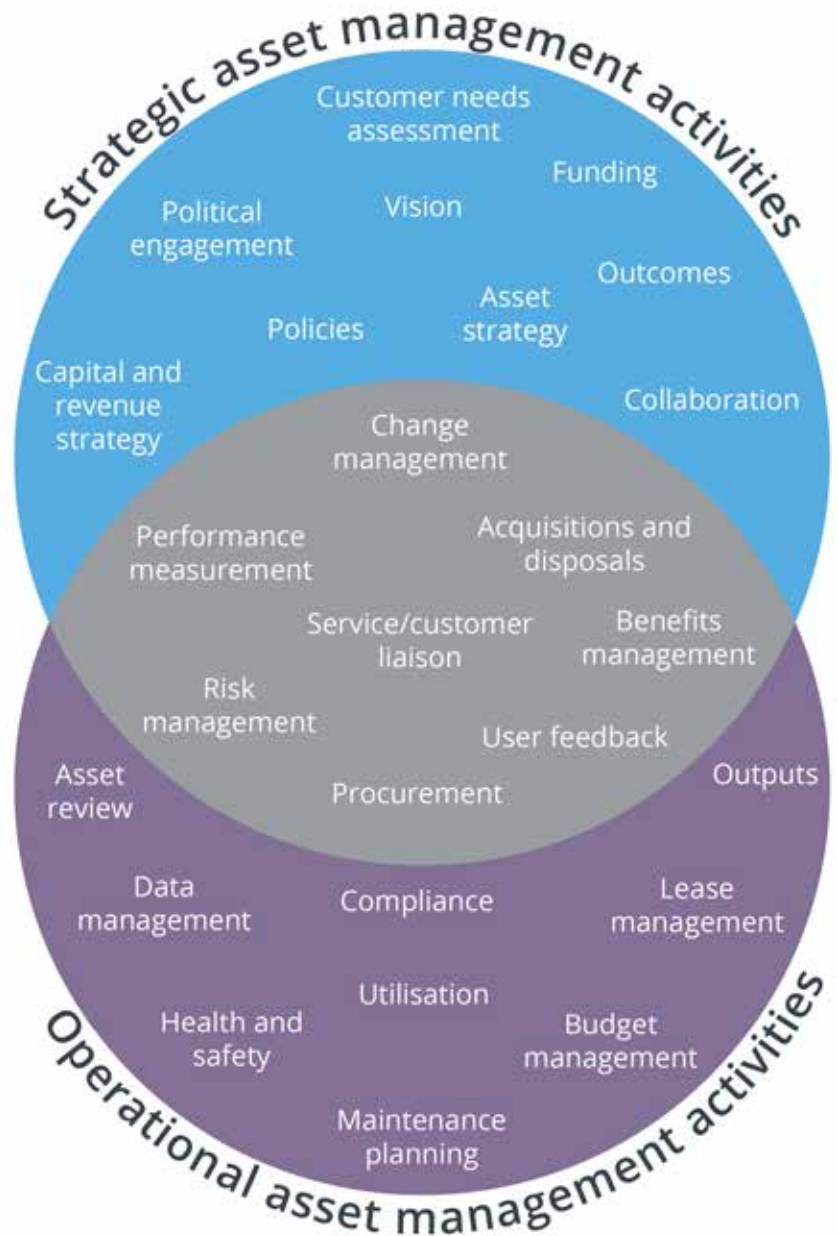 Strategic asset management activities
Customer needs
assessment
Funding
Vision
Political
engagement
Outcomes
Asset
strategy
Policies
Capital and
revenue
strategy
Collaboration
Change
management
Acquisitions and
disposals
Performance
measurement
Service/customer
liaison
Benefits
management
Risk
management
User feedback
Procurement
Asset
review
Outputs
Data
management
Compliance
Lease
management
Utilisation
Health and
safety
Budget
management
Maintenance
planning
Operational asset management activities